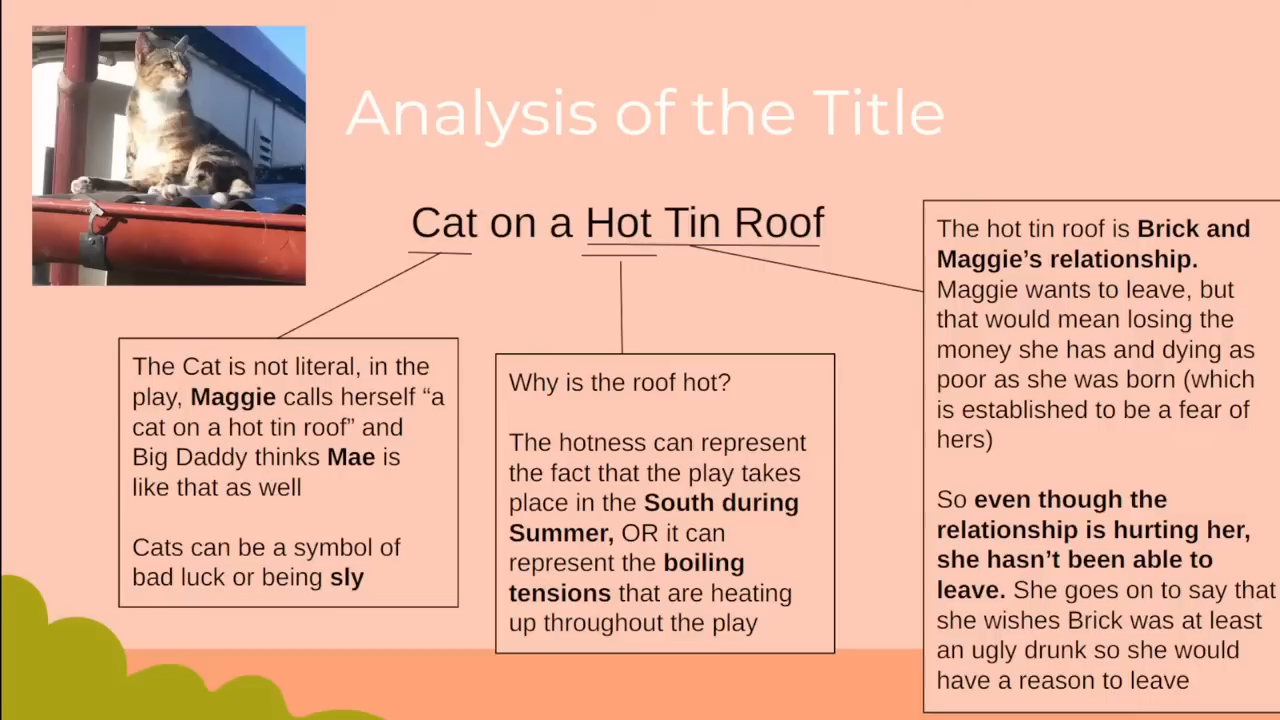 Analysis of the Title
Cat on a Hot Tin Roof
The Cat is not literal, in the
play, Maggie calls herself “a
cat on a hot tin roof” and
Big Daddy thinks Mae is
like that as well
Cats can be a symbol of
bad luck or being sly
Why is the roof hot?
The hotness can represent
the fact that the play takes
place in the South during
Summer, OR it can
represent the boiling
tensions that are heating
up throughout the play
The hot tin roof is Brick and
Maggie’s relationship.
Maggie wants to leave, but
that would mean losing the
money she has and dying as
poor as she was born (which
is established to be a fear of
hers)
So even though the
relationship is hurting her,
she hasn’t been able to
leave. She goes on to say that
she wishes Brick was at least
an ugly drunk so she would
have a reason to leave